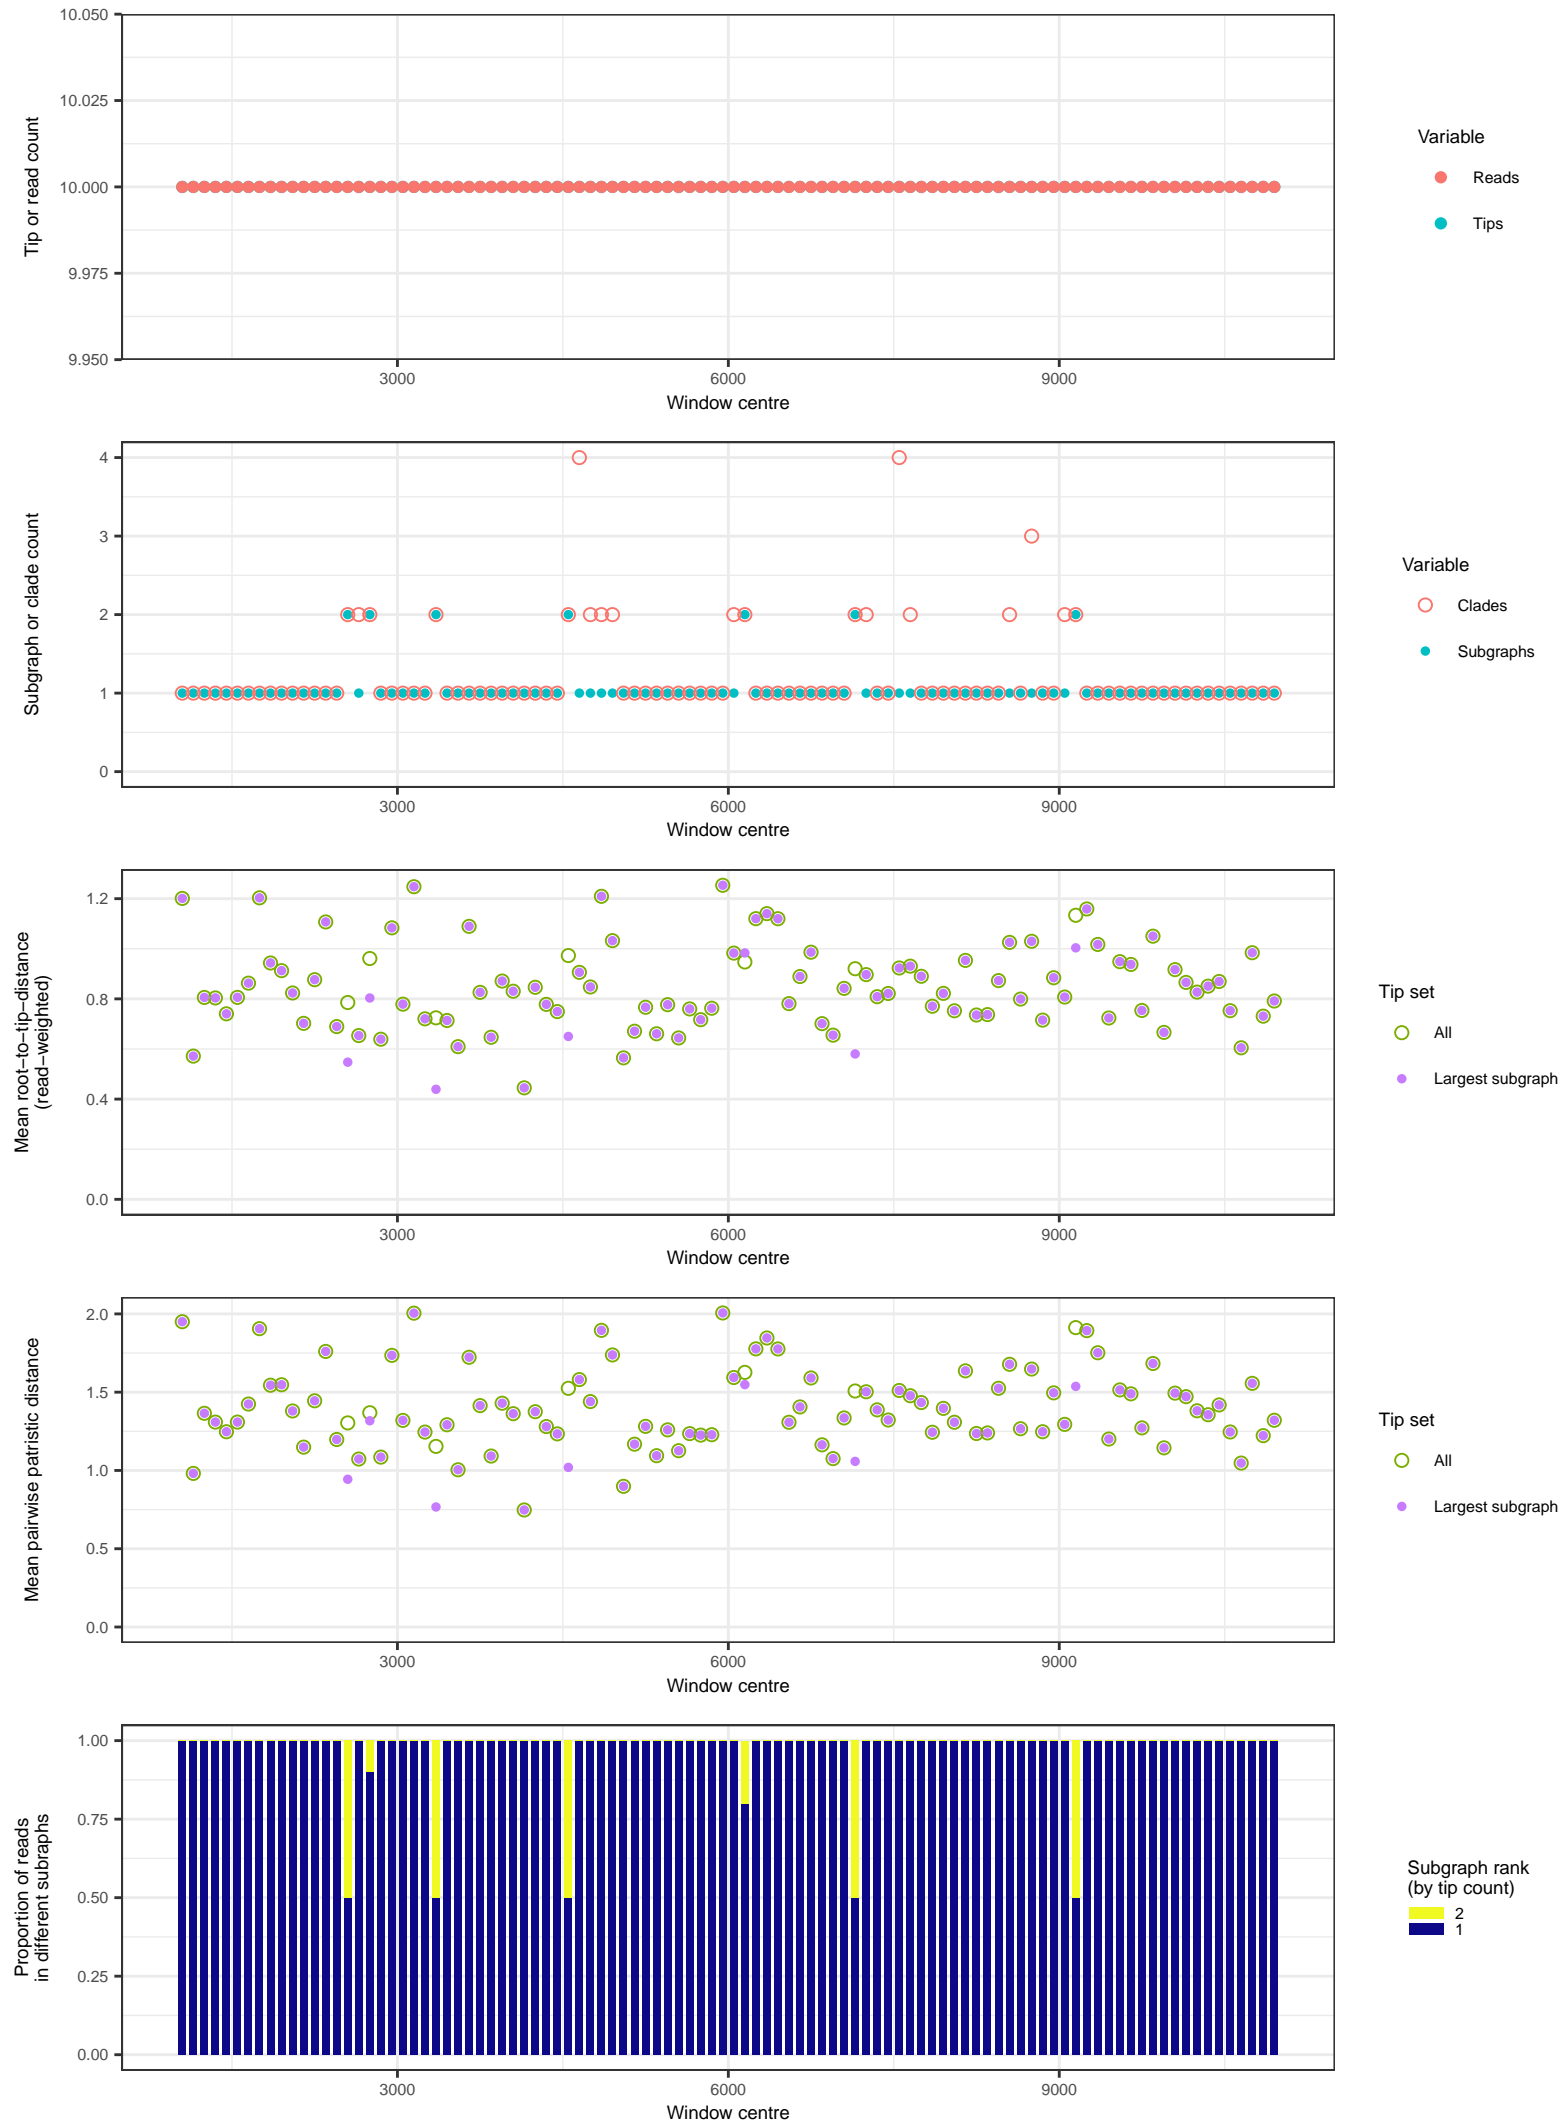 10.050
10.025
10.000
9.975
9.950
Tip or read count
3000
6000
9000
Window centre
Variable
Reads
Tips
4
3
2
1
0
Subgraph or clade count
3000
6000
9000
Window centre
Variable
Clades
Subgraphs
1.2
0.8
0.4
0.0
Mean root−to−tip−distance
(read−weighted)
3000
6000
9000
Window centre
Tip set
All
Largest subgraph
2.0
1.5
1.0
0.5
0.0
Mean pairwise patristic distance
3000
6000
9000
Window centre
Tip set
All
Largest subgraph
1.00
0.75
0.50
0.25
0.00
Proportion of reads
in different subraphs
3000
6000
9000
Window centre
Subgraph rank
(by tip count)
2
1